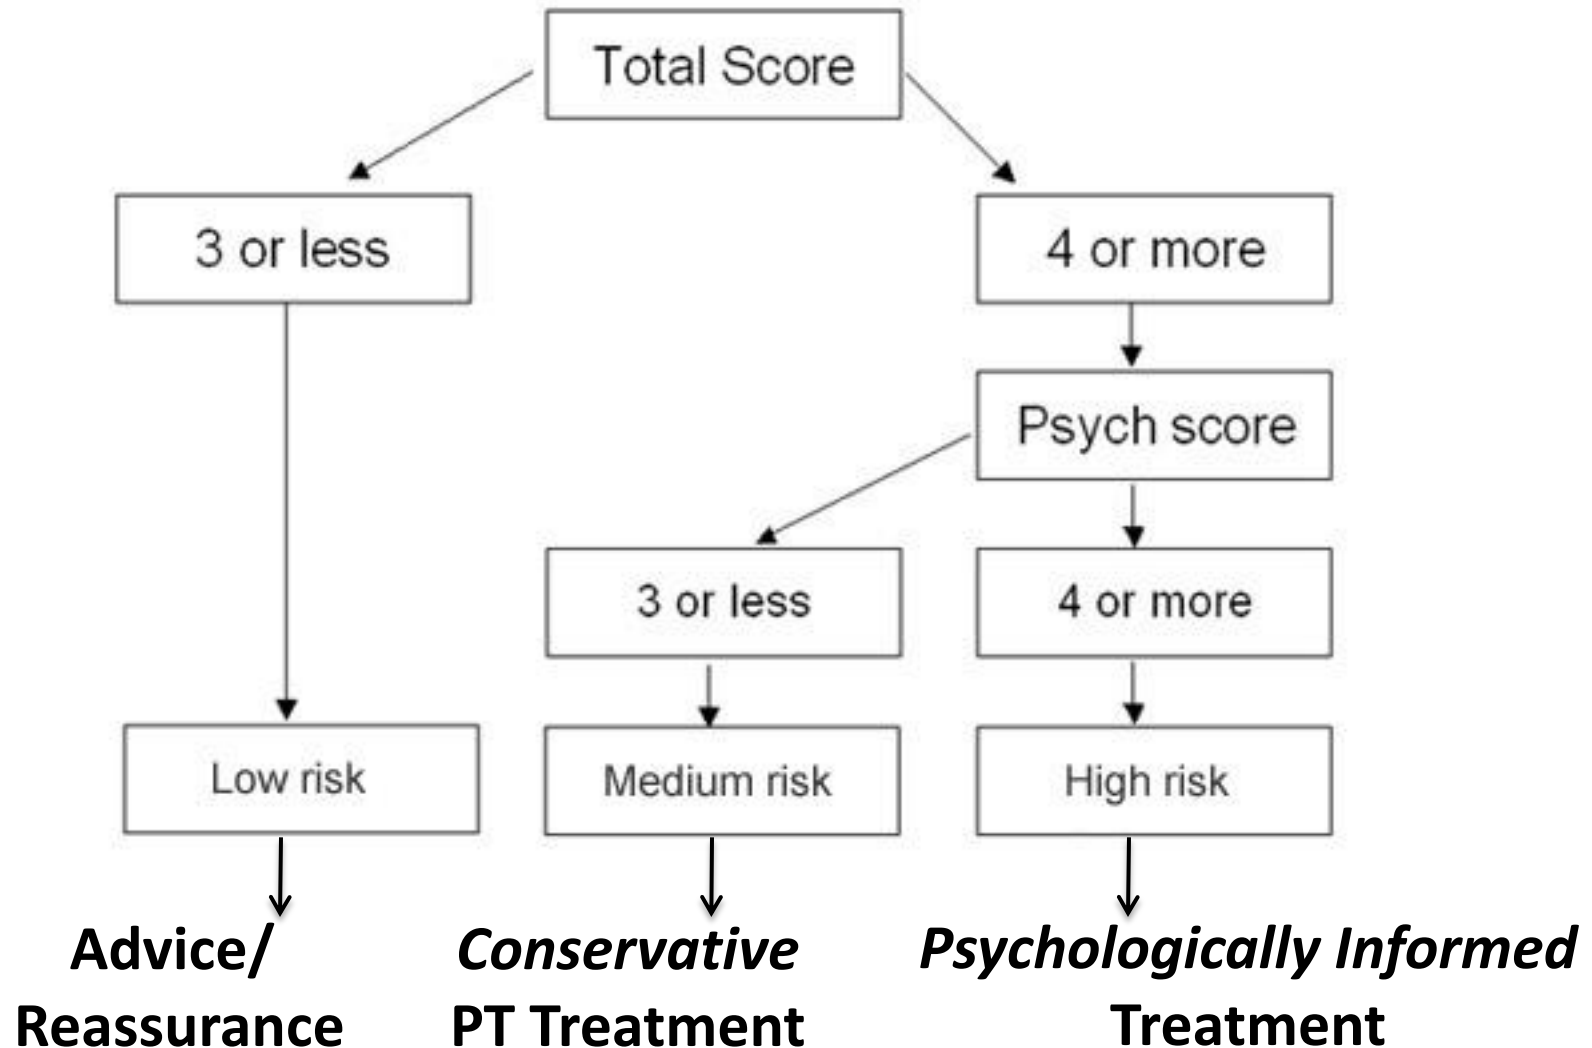 Total Score
3 or less
4 or more
Psych score
3 or less
4 or more
Low risk
Medium risk
High risk
Advice/
Reassurance
Conservative
PT Treatment
Psychologically Informed
Treatment